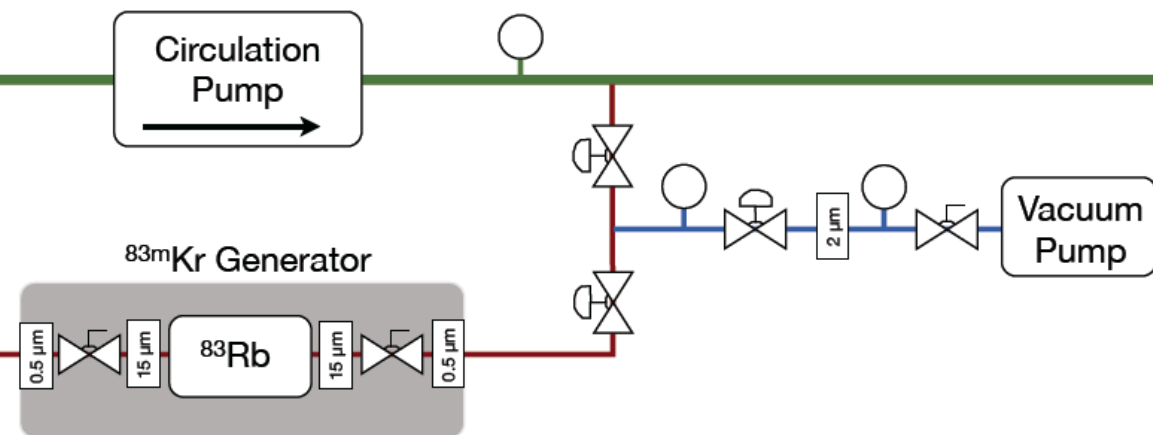 Circulation
Pump
2 µm
Vacuum
Pump
⁸³ᵐKr Generator
0.5 µm
15 µm
⁸³Rb
15 µm
0.5 µm